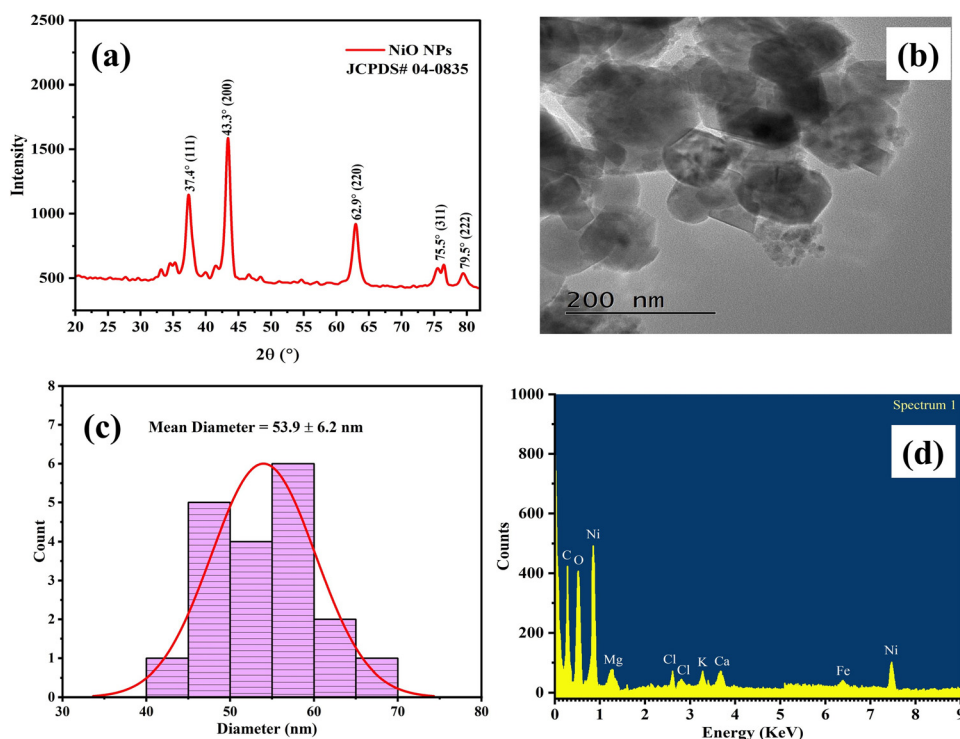 (a)
NiO NPs
JCPDS# 04-0835
37.4° (111)
43.3° (200)
62.9° (220)
75.5° (311)
79.5° (222)
2500
2000
1500
1000
500
Intensity
20 25 30 35 40 45 50 55 60 65 70 75 80
2θ (°)
(b)
200 nm
(c)
Mean Diameter = 53.9 ± 6.2 nm
8
7
6
5
4
3
2
1
0
Count
30 40 50 60 70 80
Diameter (nm)
Spectrum 1
(d)
1000
800
600
400
200
0
Counts
C
O
Ni
Mg
Cl
Cl
K
Ca
Fe
Ni
0 1 2 3 4 5 6 7 8 9
Energy (KeV)